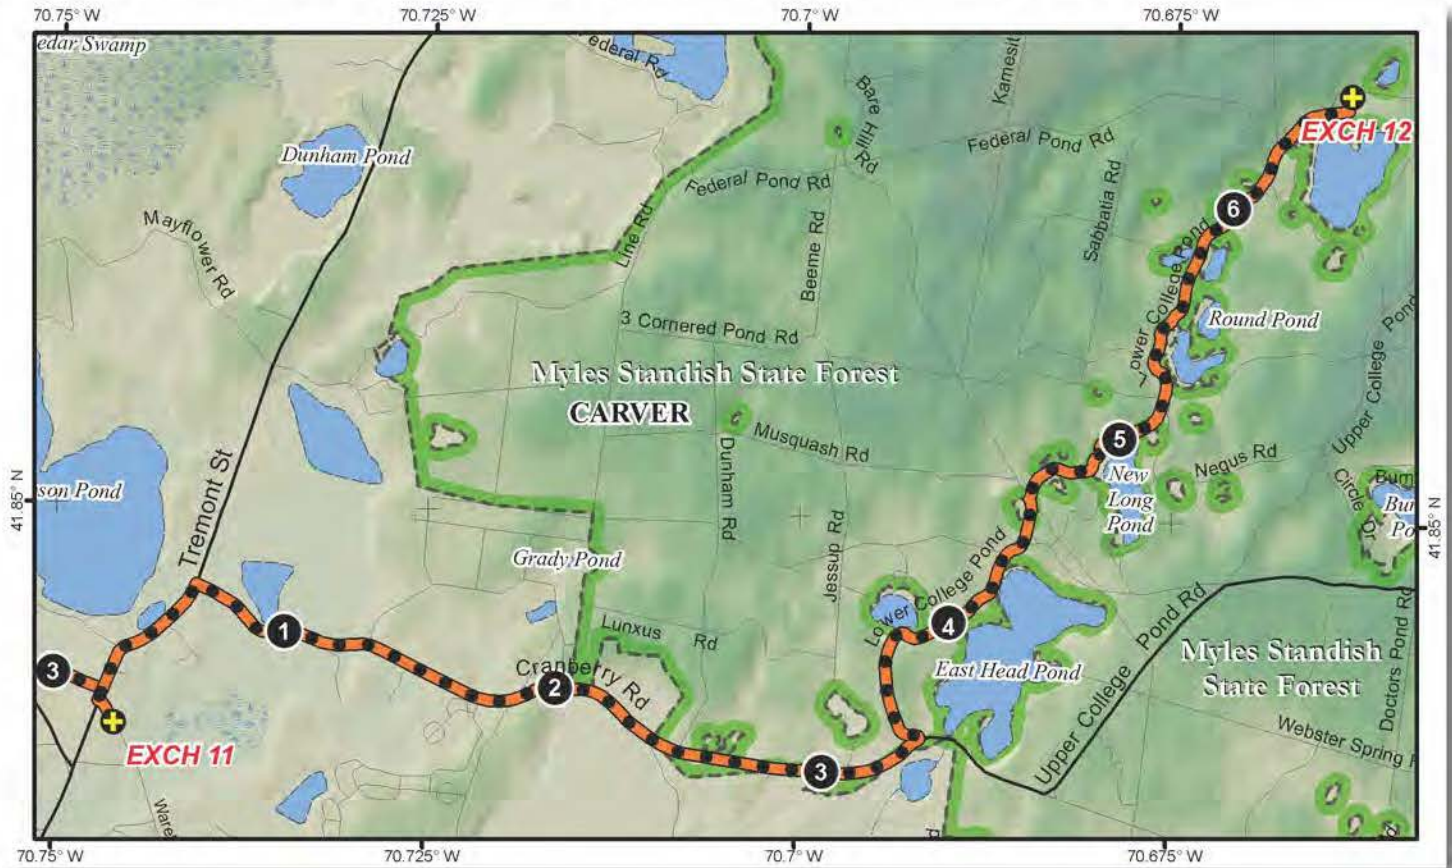 70.75° W
70.725° W
70.7° W
70.675° W
edar Swamp
Federal Rd
Bare Hill Rd
Kamesit
EXCH 12
Dunham Pond
Federal Pond Rd
Federal Pond Rd
Sabbatia Rd
6
Mayflower Rd
Line Rd
Beeme Rd
Lower College Pond
Round Pond
3 Cornered Pond Rd
Upper College Pond
Myles Standish State Forest
CARVER
Musquash Rd
5
Negus Rd
New
Long
Pond
Dunham Rd
Circle Dr
Bum
Bum
Po
41.85° N
son Pond
Tremont St
Grady Pond
Jessup Rd
41.85° N
Lower College Pond
4
Upper College Pond Rd
1
Lunxus Rd
East Head Pond
Myles Standish
State Forest
Doctors Pond Rd
3
Cranberry Rd
2
EXCH 11
3
Webster Spring R
Ware
d
Rd
70.75° W
70.725° W
70.7° W
70.675° W